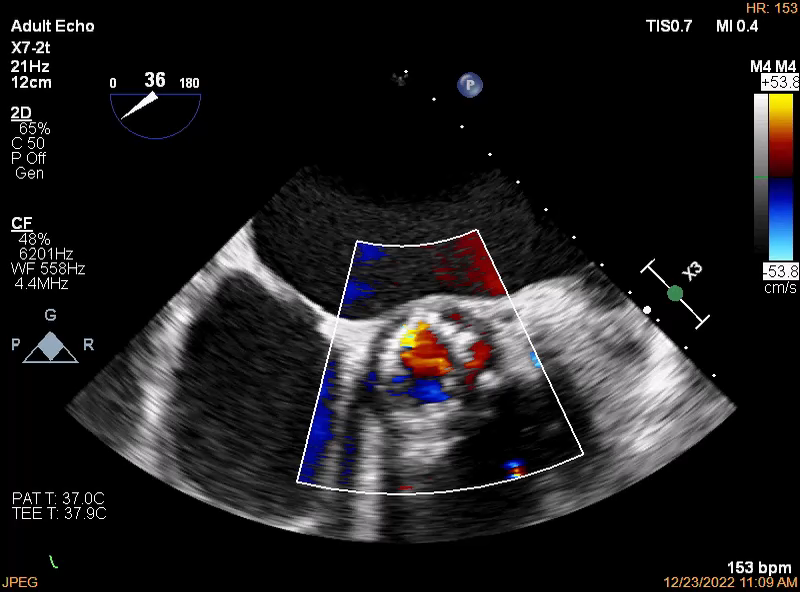 HR: 153
Adult Echo
TIS0.7 MI 0.4
X7-2t
21Hz
12cm
M4 M4
+53.8
0 36 180
P
2D
65%
C 50
P Off
Gen
CF
48%
6201Hz
WF 558Hz
4.4MHz
-53.8
cm/s
X3
G
P R
PAT T: 37.0C
TEE T: 37.9C
153 bpm
JPEG
12/23/2022 11:09 AM